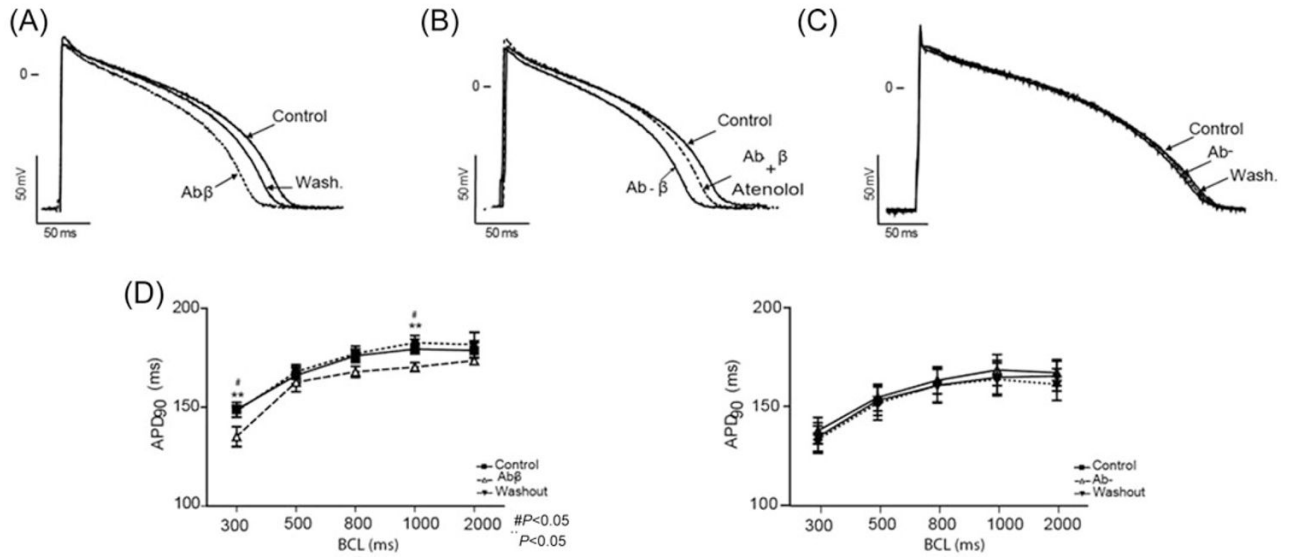 (A)
0 –
Control
Wash.
Abβ
50 mV
50 ms
(B)
0 –
Control
Ab - β
+
Atenolol
Ab - β
50 mV
50 ms
(C)
0 –
Control
Ab-
Wash.
50 mV
50 ms
(D)
200
150
100
APD90 (ms)
#
**
#
**
Control
Abβ
Washout
300 500 800 1000 2000
BCL (ms)
#P<0.05
**
P<0.05
200
150
100
APD90 (ms)
Control
Ab-
Washout
300 500 800 1000 2000
BCL (ms)